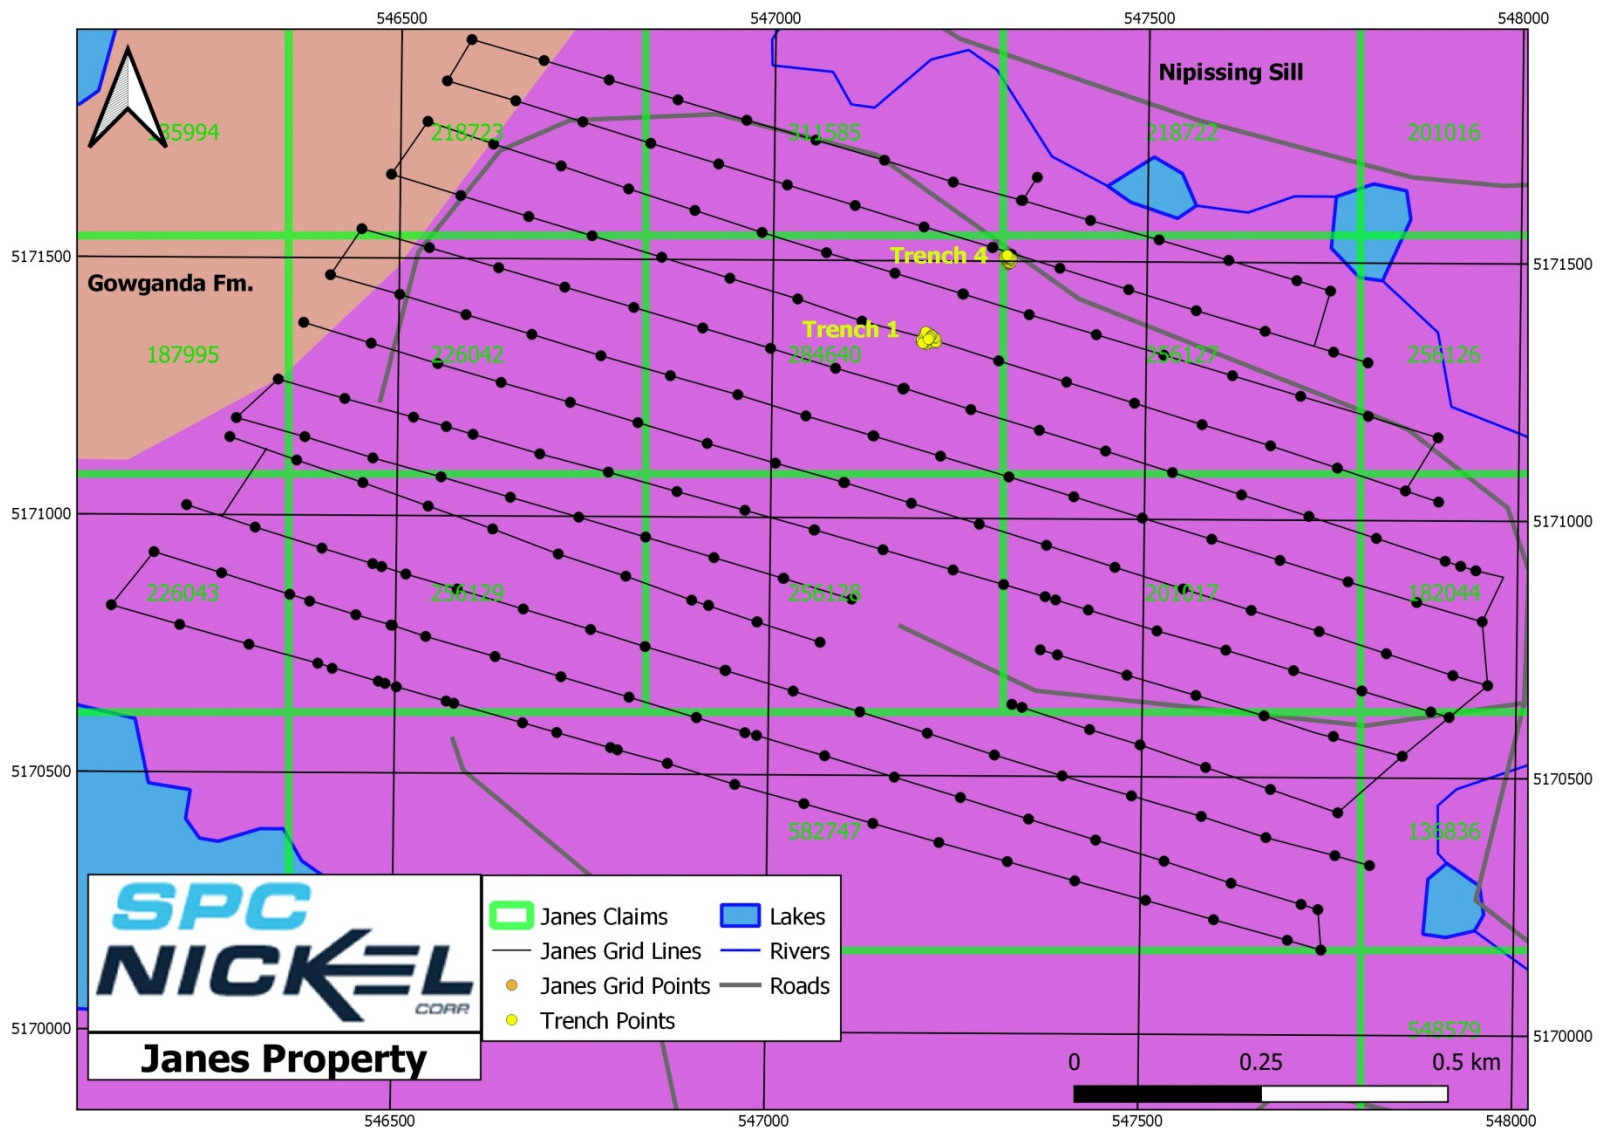 546500 547000 547500 548000
Nipissing Sill
218723 311585 218722 201016
5171500 Trench 4 5171500
Gowganda Fm.
Trench 1
187995 226042 284640 256127 256126
5171000 5171000
226043 256129 256128 201017 182044
5170500 5170500
582747 136836
SPC
NICKEL
CORP.
Janes Property
Janes Claims Lakes
Janes Grid Lines Rivers
Janes Grid Points Roads
Trench Points
5170000 548579 5170000
0 0.25 0.5 km
546500 547000 547500 548000